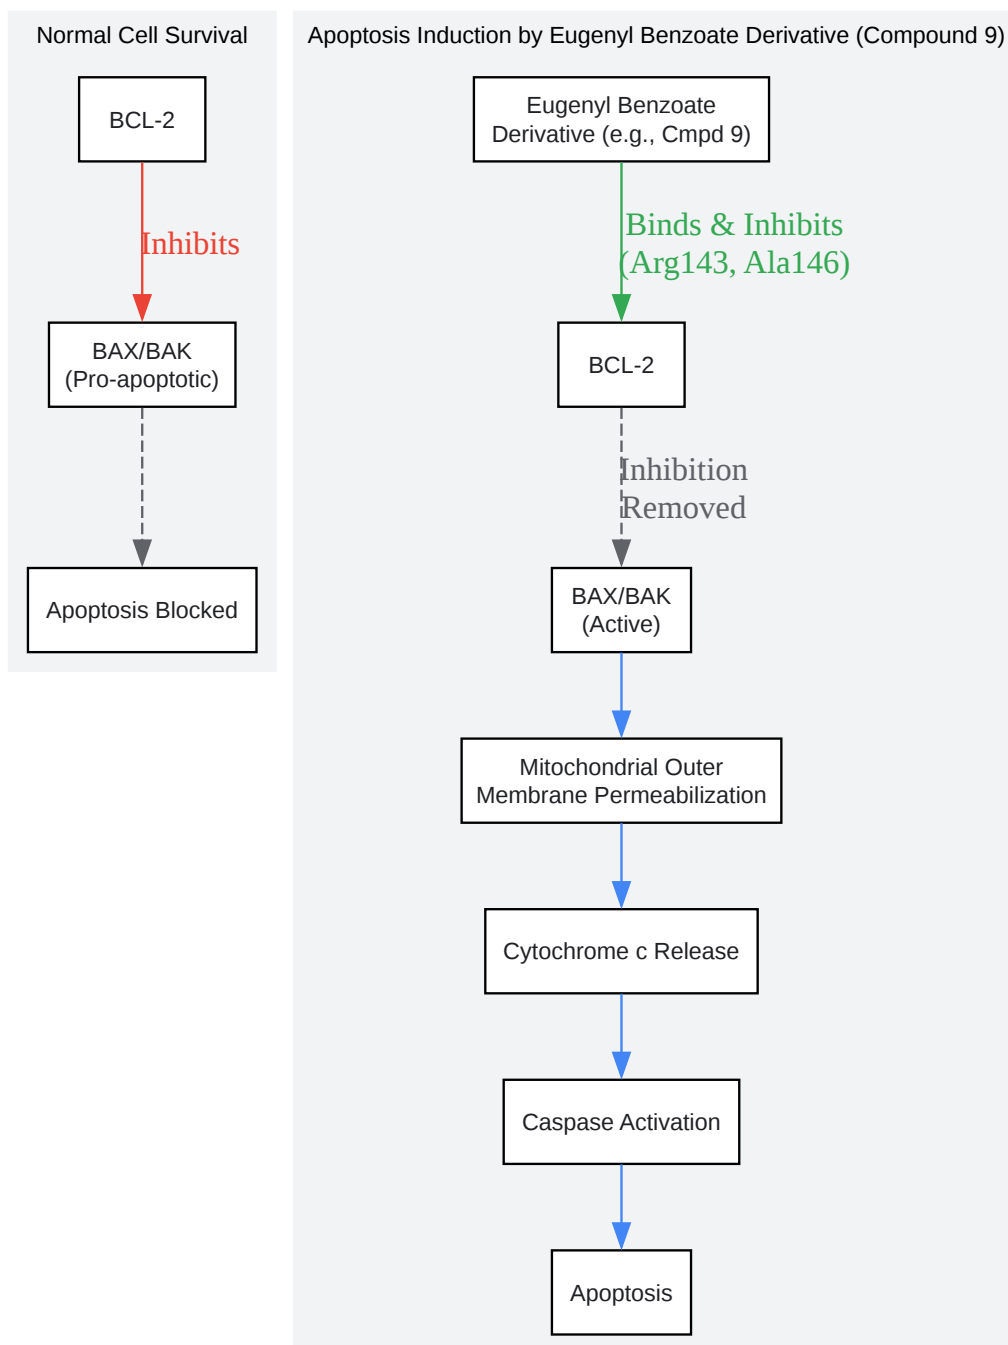 Normal Cell Survival
BCL-2
Inhibits
BAX/BAK
(Pro-apoptotic)
Apoptosis Blocked
Apoptosis Induction by Eugenyl Benzoate Derivative (Compound 9)
Eugenyl Benzoate
Derivative (e.g., Cmpd 9)
Binds & Inhibits
(Arg143, Ala146)
BCL-2
Inhibition
Removed
BAX/BAK
(Active)
Mitochondrial Outer
Membrane Permeabilization
Cytochrome c Release
Caspase Activation
Apoptosis